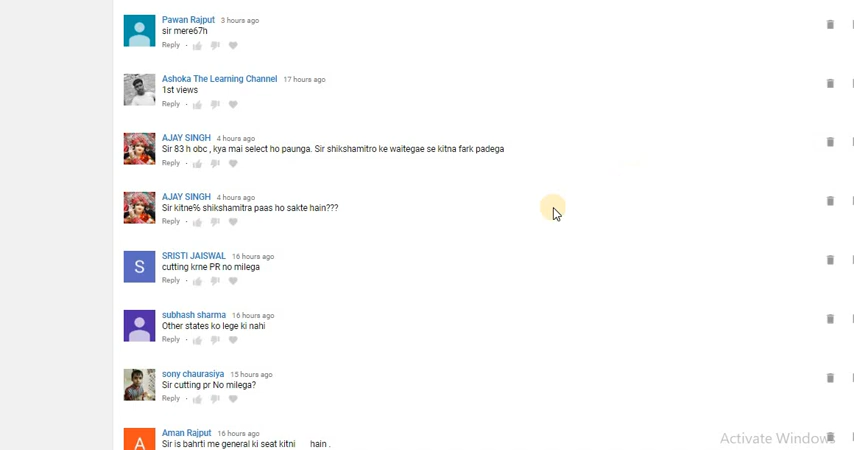 Pawan Rajput 3 hours ago
sir mere67h
Reply
Ashoka The Learning Channel 17 hours ago
1st views
Reply
AJAY SINGH 4 hours ago
Sir 83 h obc , kya mai select ho paunga. Sir shikshamitro ke waitegae se kitna fark padega
Reply
AJAY SINGH 4 hours ago
Sir kitne% shikshamitra paas ho sakte hain???
Reply
S
SRISTI JAISWAL 16 hours ago
cutting krne PR no milega
Reply
subhash sharma 16 hours ago
Other states ko lege ki nahi
Reply
sony chaurasiya 15 hours ago
Sir cutting pr No milega?
Reply
A
Aman Rajput 16 hours ago
Sir is bahrti me general ki seat kitni hain .
Activate Windows